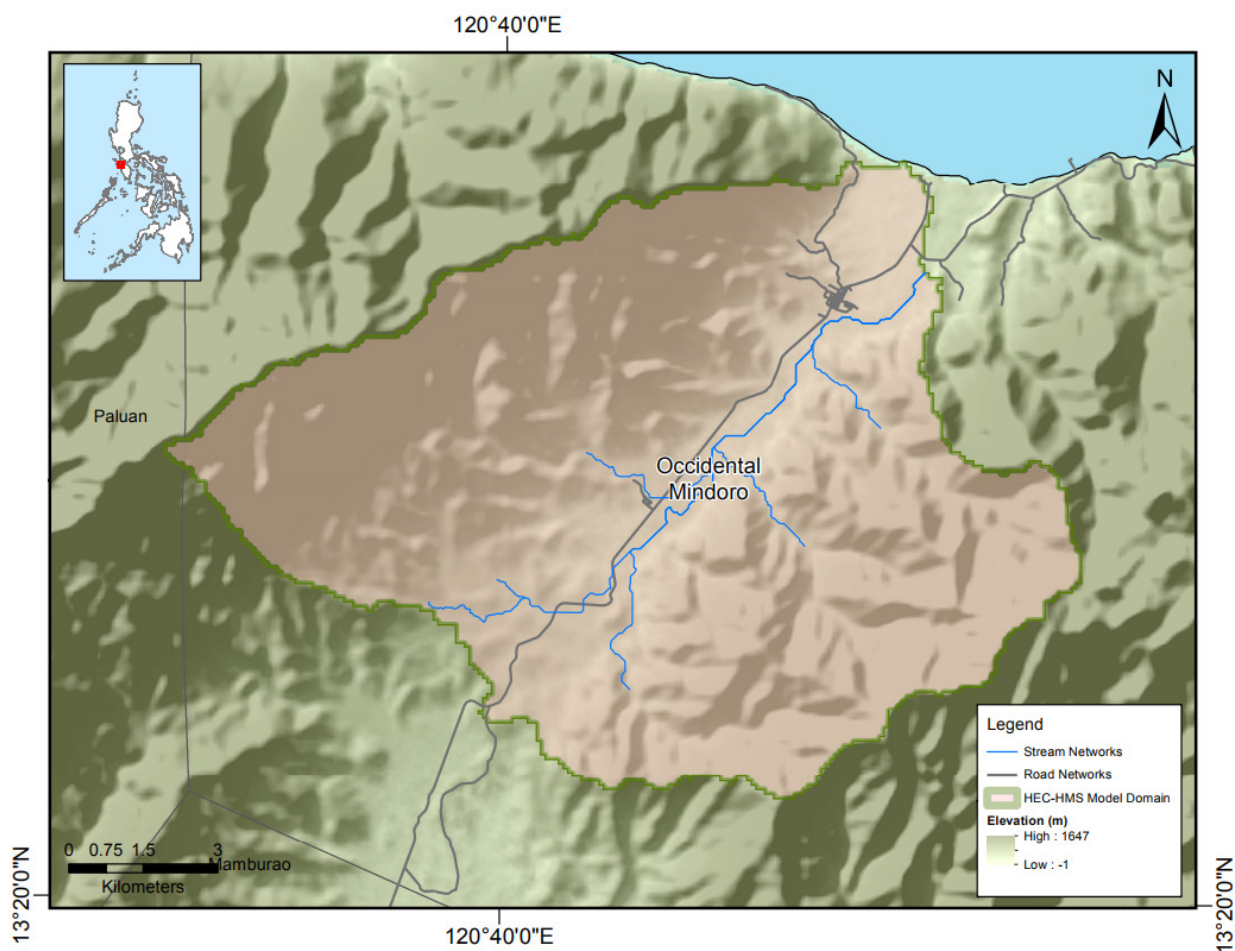 120°40'0"E
N
Paluan
Occidental
Mindoro
Legend
Stream Networks
Road Networks
HEC-HMS Model Domain
Elevation (m)
High : 1647
Low : -1
0 0.75 1.5 3
Kilometers
Mamburao
13°20'0"N
13°20'0"N
120°40'0"E